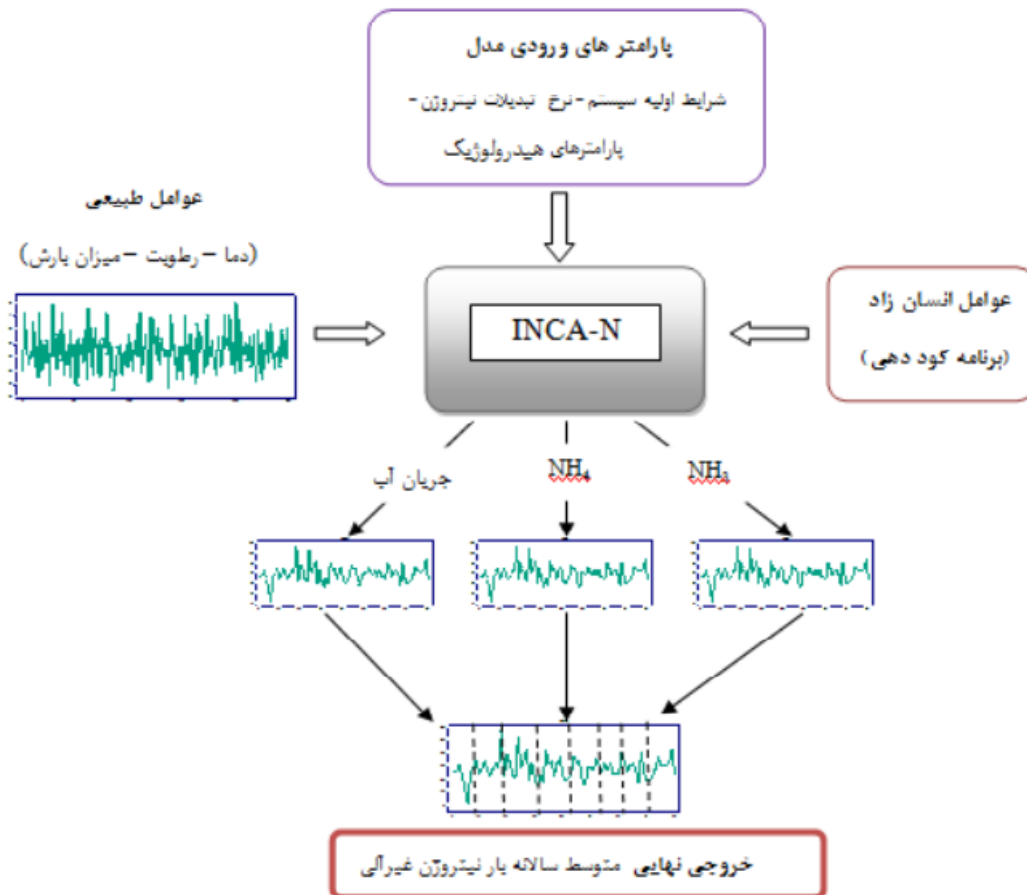 پارامتر های ورودی مدل
شرایط اولیه سیستم -نرخ تبدیلات نیتروژن-
پارامترهای هیدرولوژیک
عوامل طبیعی
(دما –رطوبت –میزان بارش)
INCA-N
عوامل انسان زاد
(برنامه کود دهی)
جریان آب
NH₄
NH₃
خروجی نهایی متوسط سالانه بار نیتروژن غیرآلی